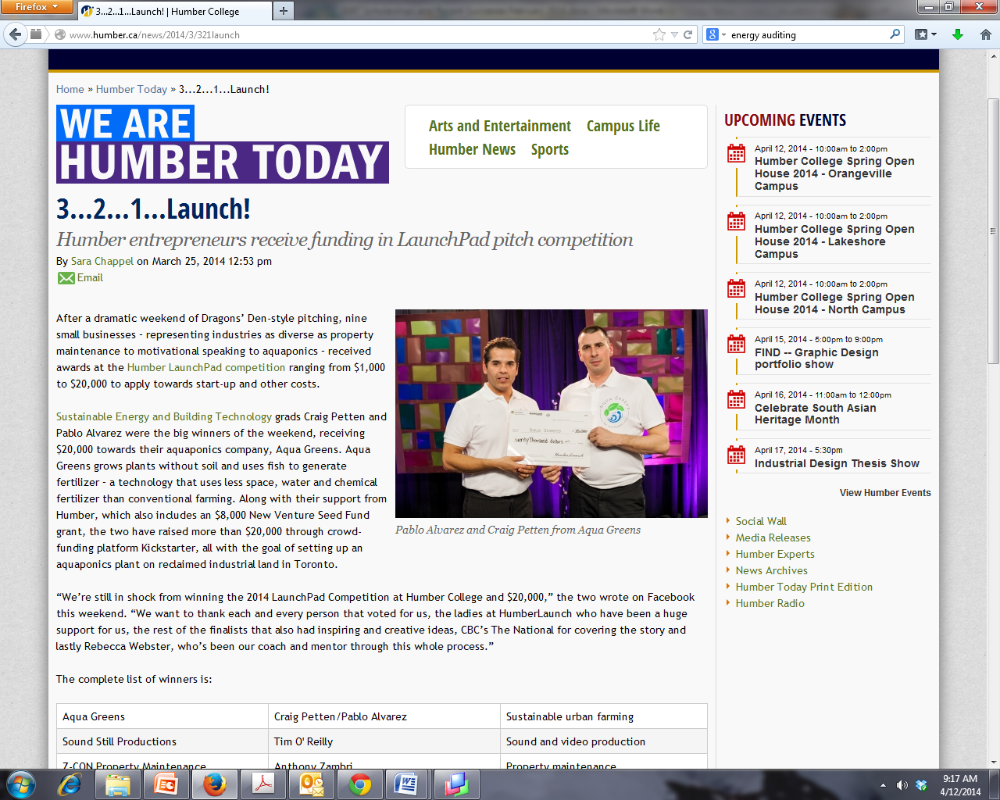 Firefox
3...2...1...Launch! | Humber College
www.humber.ca/news/2014/3/321launch
energy auditing
Home » Humber Today » 3...2...1...Launch!
WE ARE
HUMBER TODAY
Arts and Entertainment Campus Life
Humber News Sports
3...2...1...Launch!
Humber entrepreneurs receive funding in LaunchPad pitch competition
By Sara Chappel on March 25, 2014 12:53 pm
Email
After a dramatic weekend of Dragons’ Den-style pitching, nine
small businesses - representing industries as diverse as property
maintenance to motivational speaking to aquaponics - received
awards at the Humber LaunchPad competition ranging from $1,000
to $20,000 to apply towards start-up and other costs.
Sustainable Energy and Building Technology grads Craig Petten and
Pablo Alvarez were the big winners of the weekend, receiving
$20,000 towards their aquaponics company, Aqua Greens. Aqua
Greens grows plants without soil and uses fish to generate
fertilizer - a technology that uses less space, water and chemical
fertilizer than conventional farming. Along with their support from
Humber, which also includes an $8,000 New Venture Seed Fund
grant, the two have raised more than $20,000 through crowd-
funding platform Kickstarter, all with the goal of setting up an
aquaponics plant on reclaimed industrial land in Toronto.
Aqua Greens
Aqua Greens 20,000
Twenty Thousand dollars
Pablo Alvarez and Craig Petten from Aqua Greens
“We’re still in shock from winning the 2014 LaunchPad Competition at Humber College and $20,000,” the two wrote on Facebook
this weekend. “We want to thank each and every person that voted for us, the ladies at HumberLaunch who have been a huge
support for us, the rest of the finalists that also had inspiring and creative ideas, CBC’s The National for covering the story and
lastly Rebecca Webster, who’s been our coach and mentor through this whole process.”
The complete list of winners is:
Aqua Greens Craig Petten/Pablo Alvarez Sustainable urban farming
Sound Still Productions Tim O' Reilly Sound and video production
Z-CON Property Maintenance Anthony Zambri Property maintenance
UPCOMING EVENTS
April 12, 2014 - 10:00am to 2:00pm
Humber College Spring Open
House 2014 - Orangeville
Campus
April 12, 2014 - 10:00am to 2:00pm
Humber College Spring Open
House 2014 - Lakeshore
Campus
April 12, 2014 - 10:00am to 2:00pm
Humber College Spring Open
House 2014 - North Campus
April 15, 2014 - 5:00pm to 9:00pm
FIND -- Graphic Design
portfolio show
April 16, 2014 - 11:00am to 12:00pm
Celebrate South Asian
Heritage Month
April 17, 2014 - 5:30pm
Industrial Design Thesis Show
View Humber Events
Social Wall
Media Releases
Humber Experts
News Archives
Humber Today Print Edition
Humber Radio
9:17 AM
4/12/2014